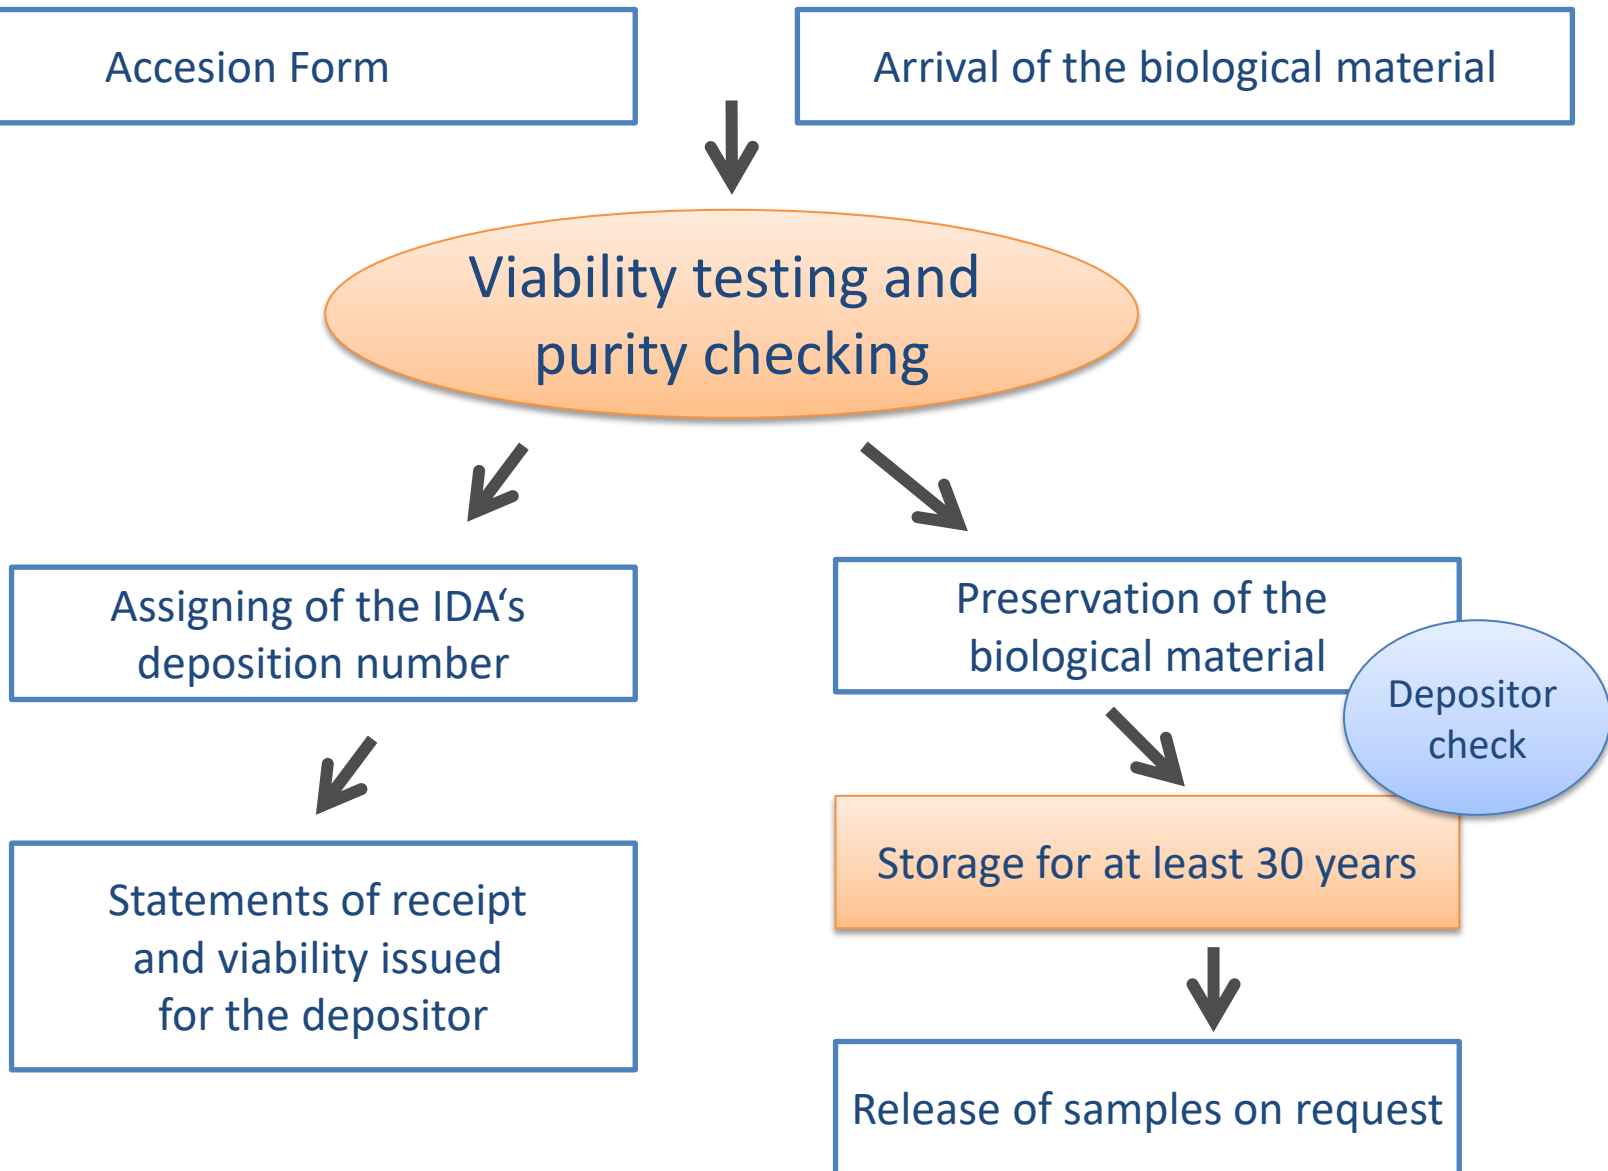 Accesion Form
Arrival of the biological material
Viability testing and
purity checking
Assigning of the IDA‘s
deposition number
Preservation of the
biological material
Depositor
check
Statements of receipt
and viability issued
for the depositor
Storage for at least 30 years
Release of samples on request